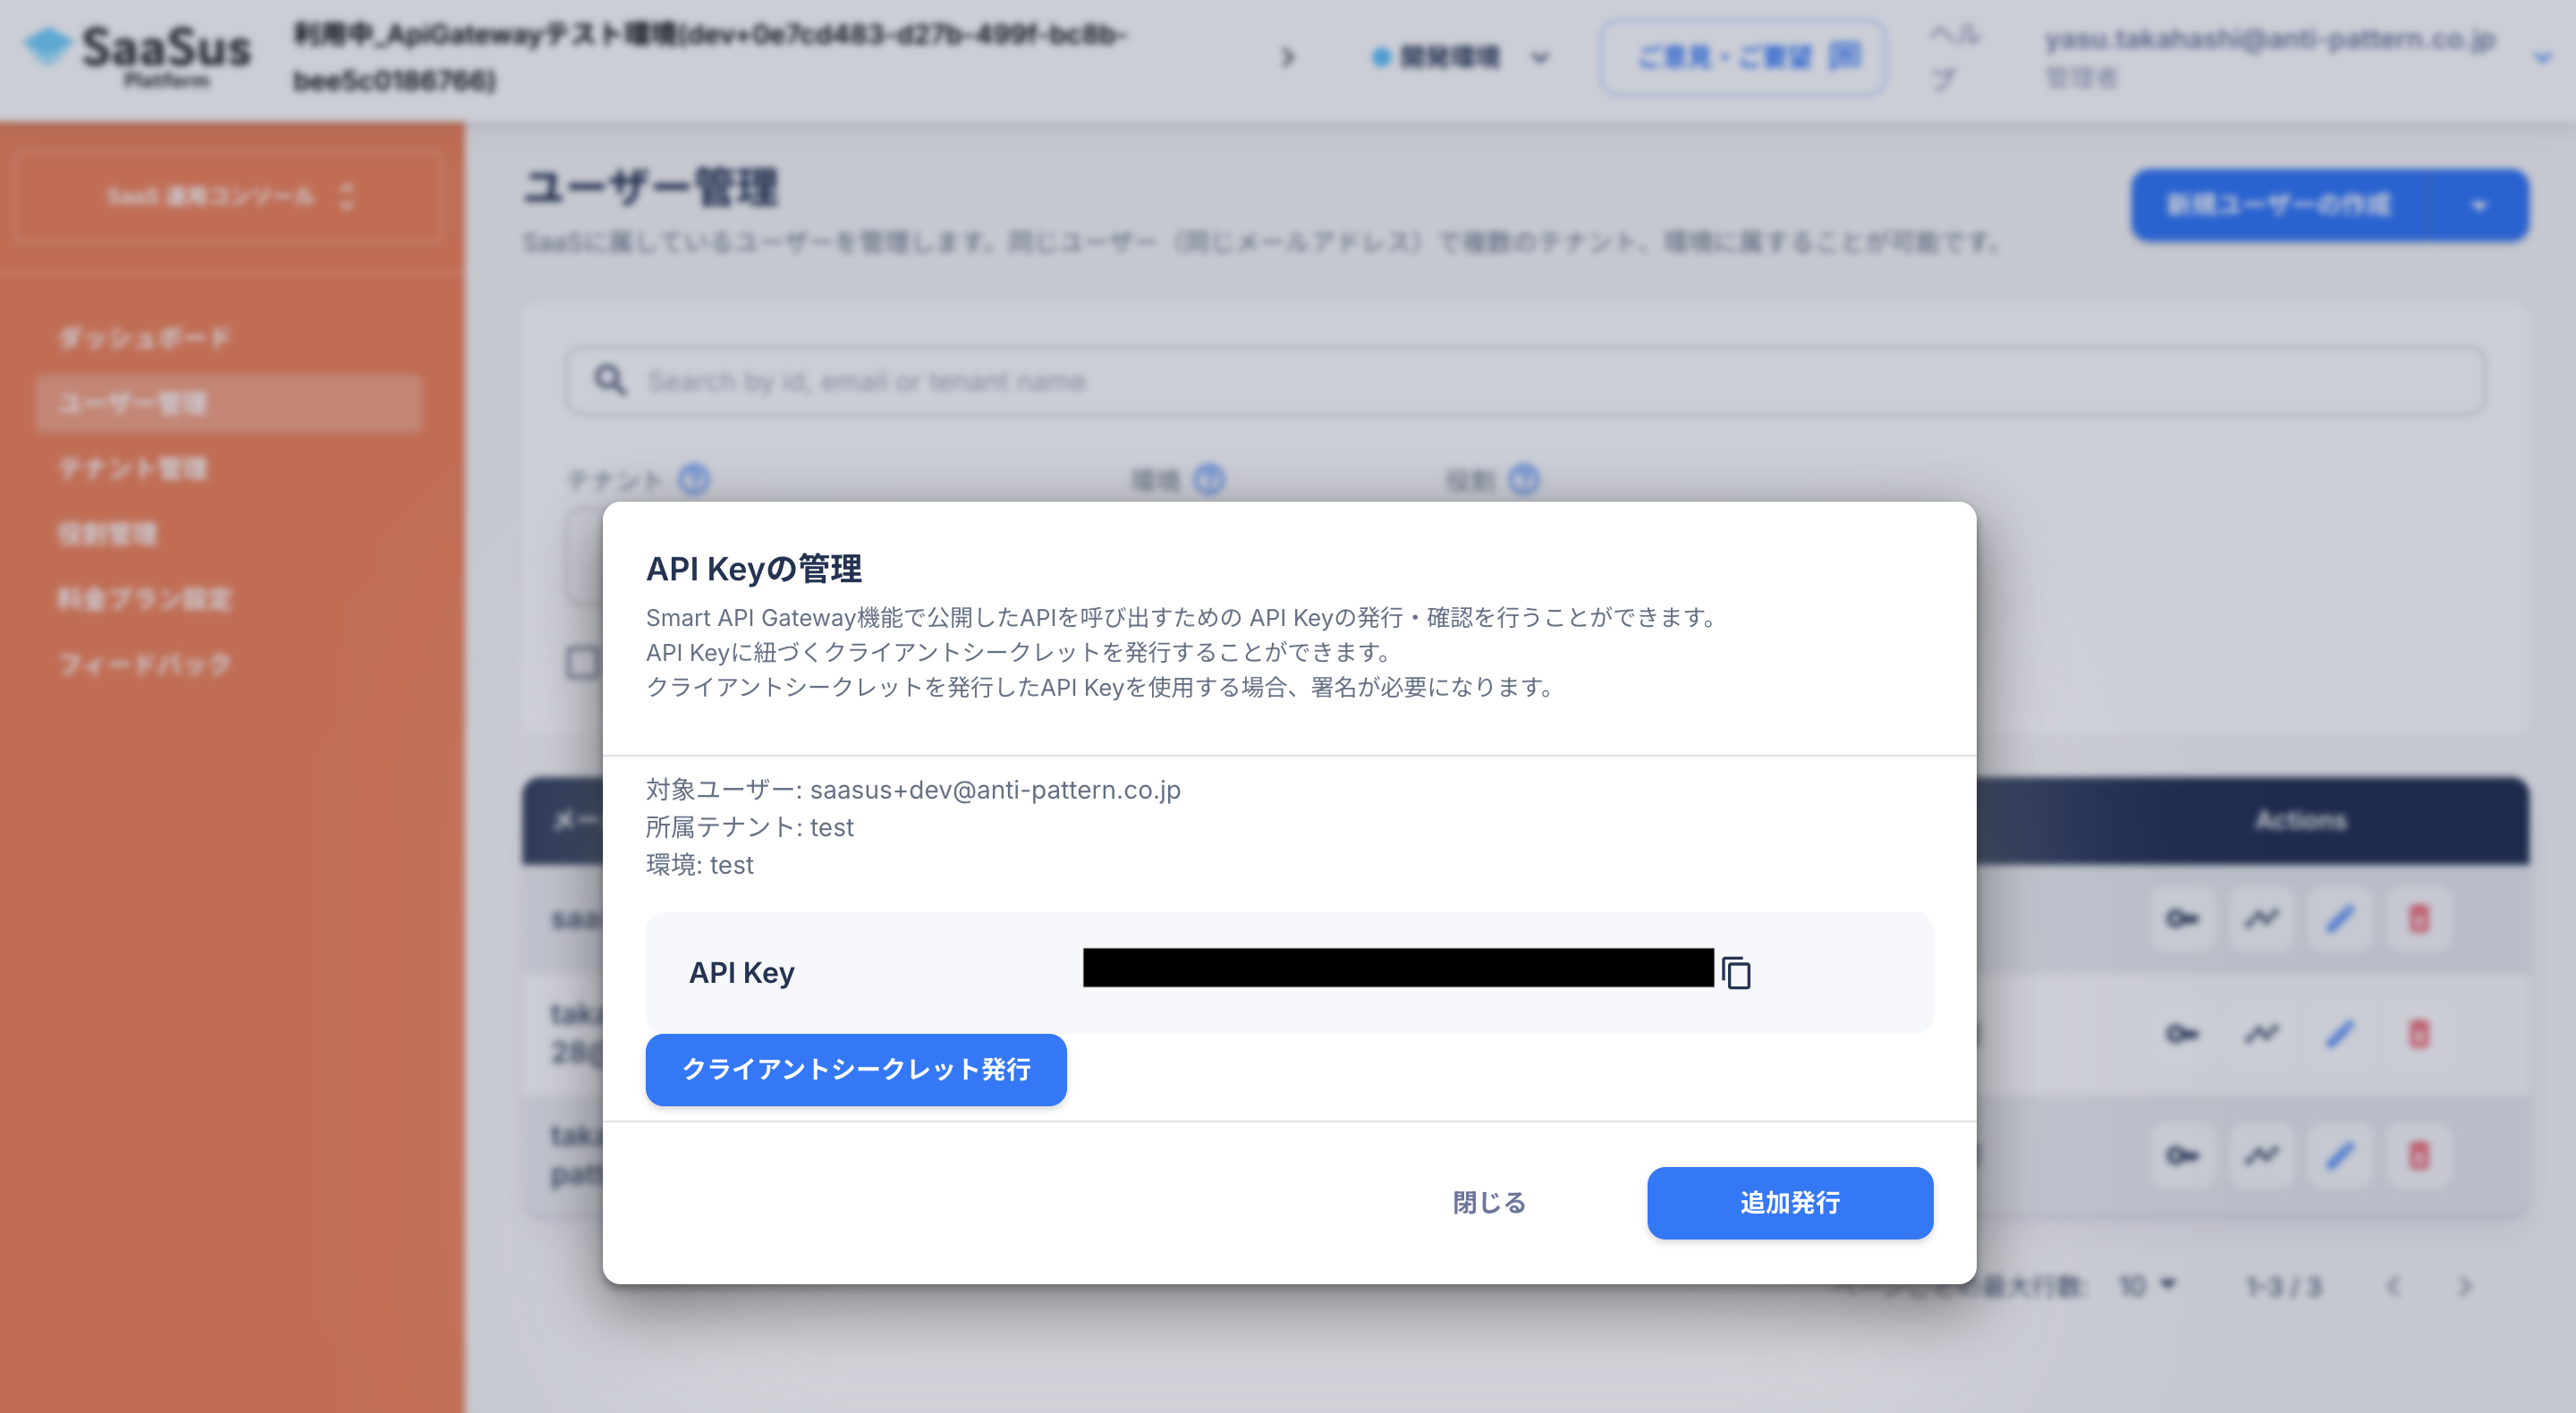 SaaSus
Platform
利用中_ApiGatewayテスト環境(dev+0e7cd483-d27b-499f-bc8b-
bee5c0186766)
開発環境
ご意見・ご要望
ヘル
プ
yasu.takahashi@anti-pattern.co.jp
管理者
SaaS 運用コンソール
ダッシュボード
ユーザー管理
テナント管理
役割管理
料金プラン設定
フィードバック
ユーザー管理
SaaSに属しているユーザーを管理します。同じユーザー（同じメールアドレス）で複数のテナント、環境に属することが可能です。
新規ユーザーの作成
Search by id, email or tenant name
テナント
環境
役割
API Keyの管理
Smart API Gateway機能で公開したAPIを呼び出すための API Keyの発行・確認を行うことができます。
API Keyに紐づくクライアントシークレットを発行することができます。
クライアントシークレットを発行したAPI Keyを使用する場合、署名が必要になります。
対象ユーザー: saasus+dev@anti-pattern.co.jp
所属テナント: test
環境: test
API Key
クライアントシークレット発行
閉じる
追加発行
メー
Actions
saa
taka
28@
taka
patt
最大行数:
10
1-3 / 3